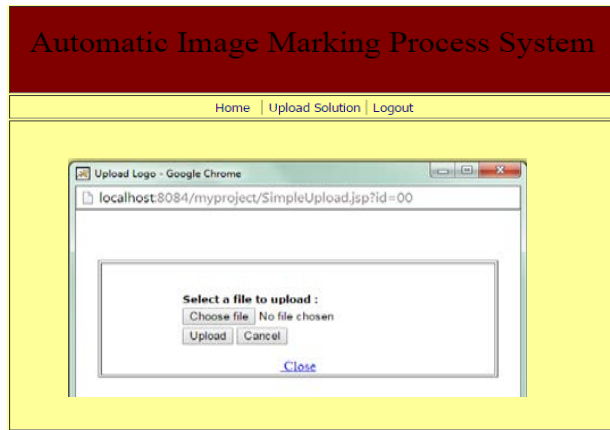 Automatic Image Marking Process System
Home | Upload Solution | Logout
Upload Logo - Google Chrome
localhost:8084/myproject/SimpleUpload.jsp?id=00
Select a file to upload :
Choose file No file chosen
Upload Cancel
Close